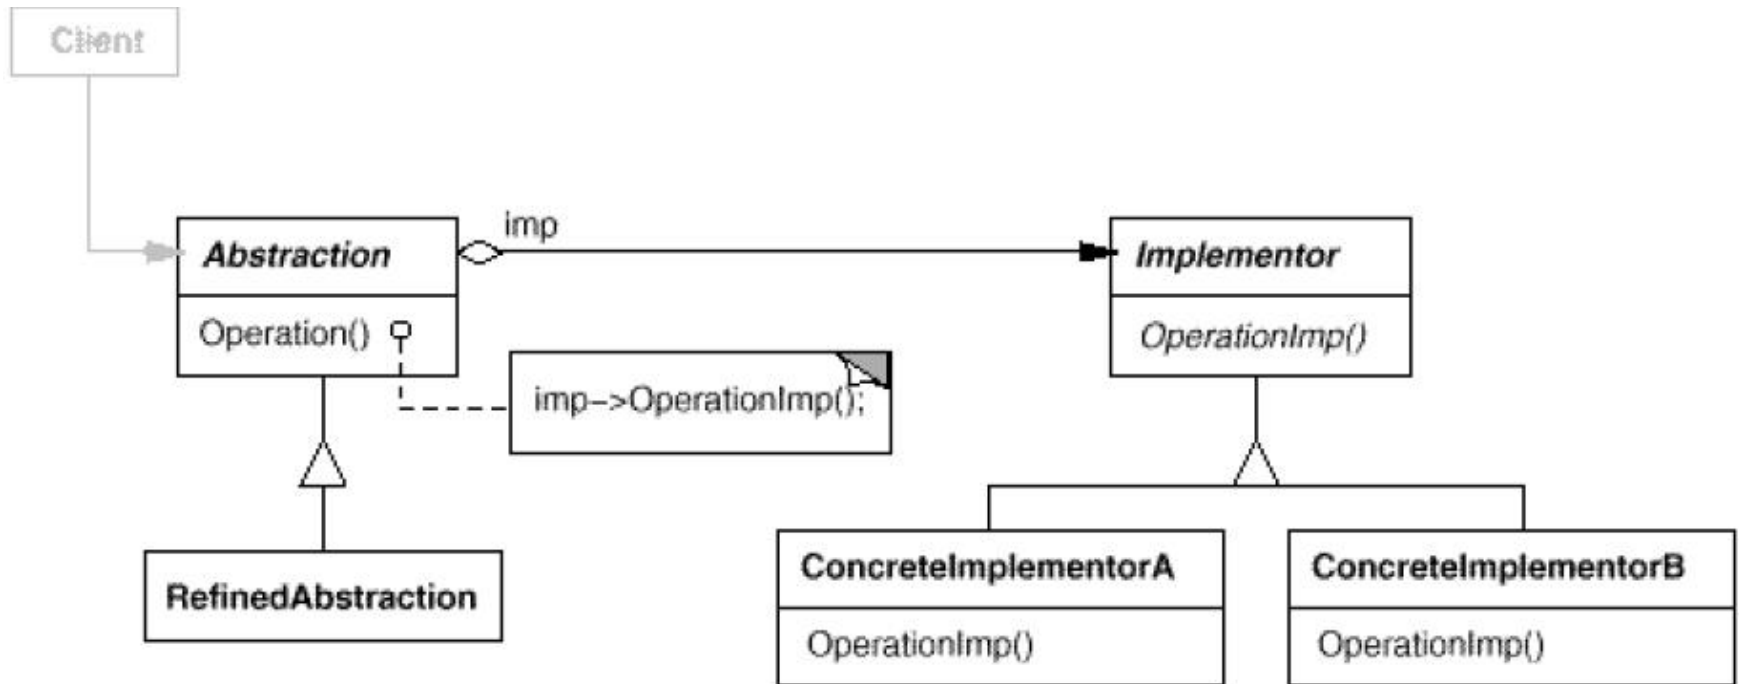 Client
imp
Abstraction
Implementor
Operation()
OperationImp()
imp->OperationImp();
RefinedAbstraction
ConcreteImplementorA
ConcreteImplementorB
OperationImp()
OperationImp()